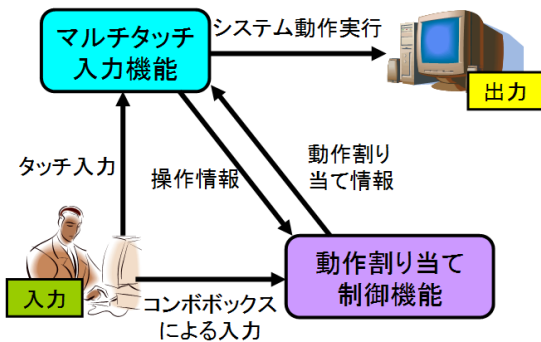 マルチタッチ
入力機能
システム動作実行
出力
タッチ入力
操作情報
動作割り
当て情報
入力
コンボボックス
による入力
動作割り当て
制御機能